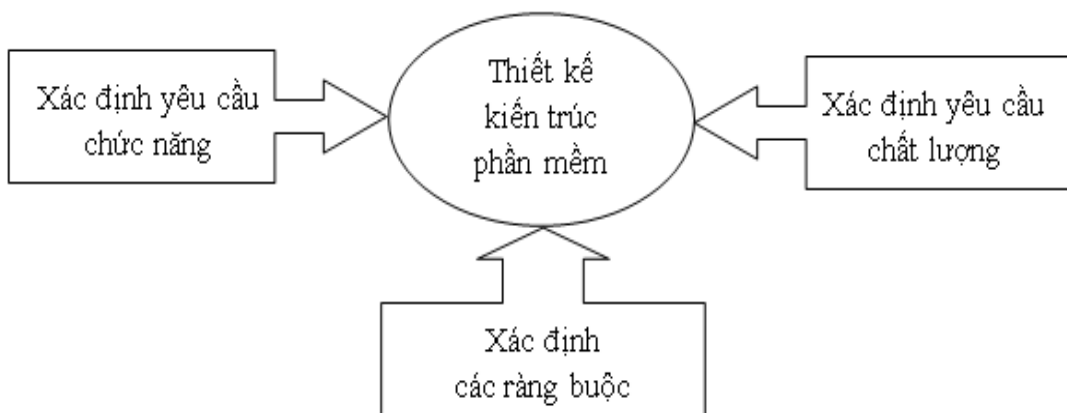 Xác định yêu cầu
chức năng
Thiết kế
kiến trúc
phần mềm
Xác định yêu cầu
chất lượng
Xác định
các ràng buộc